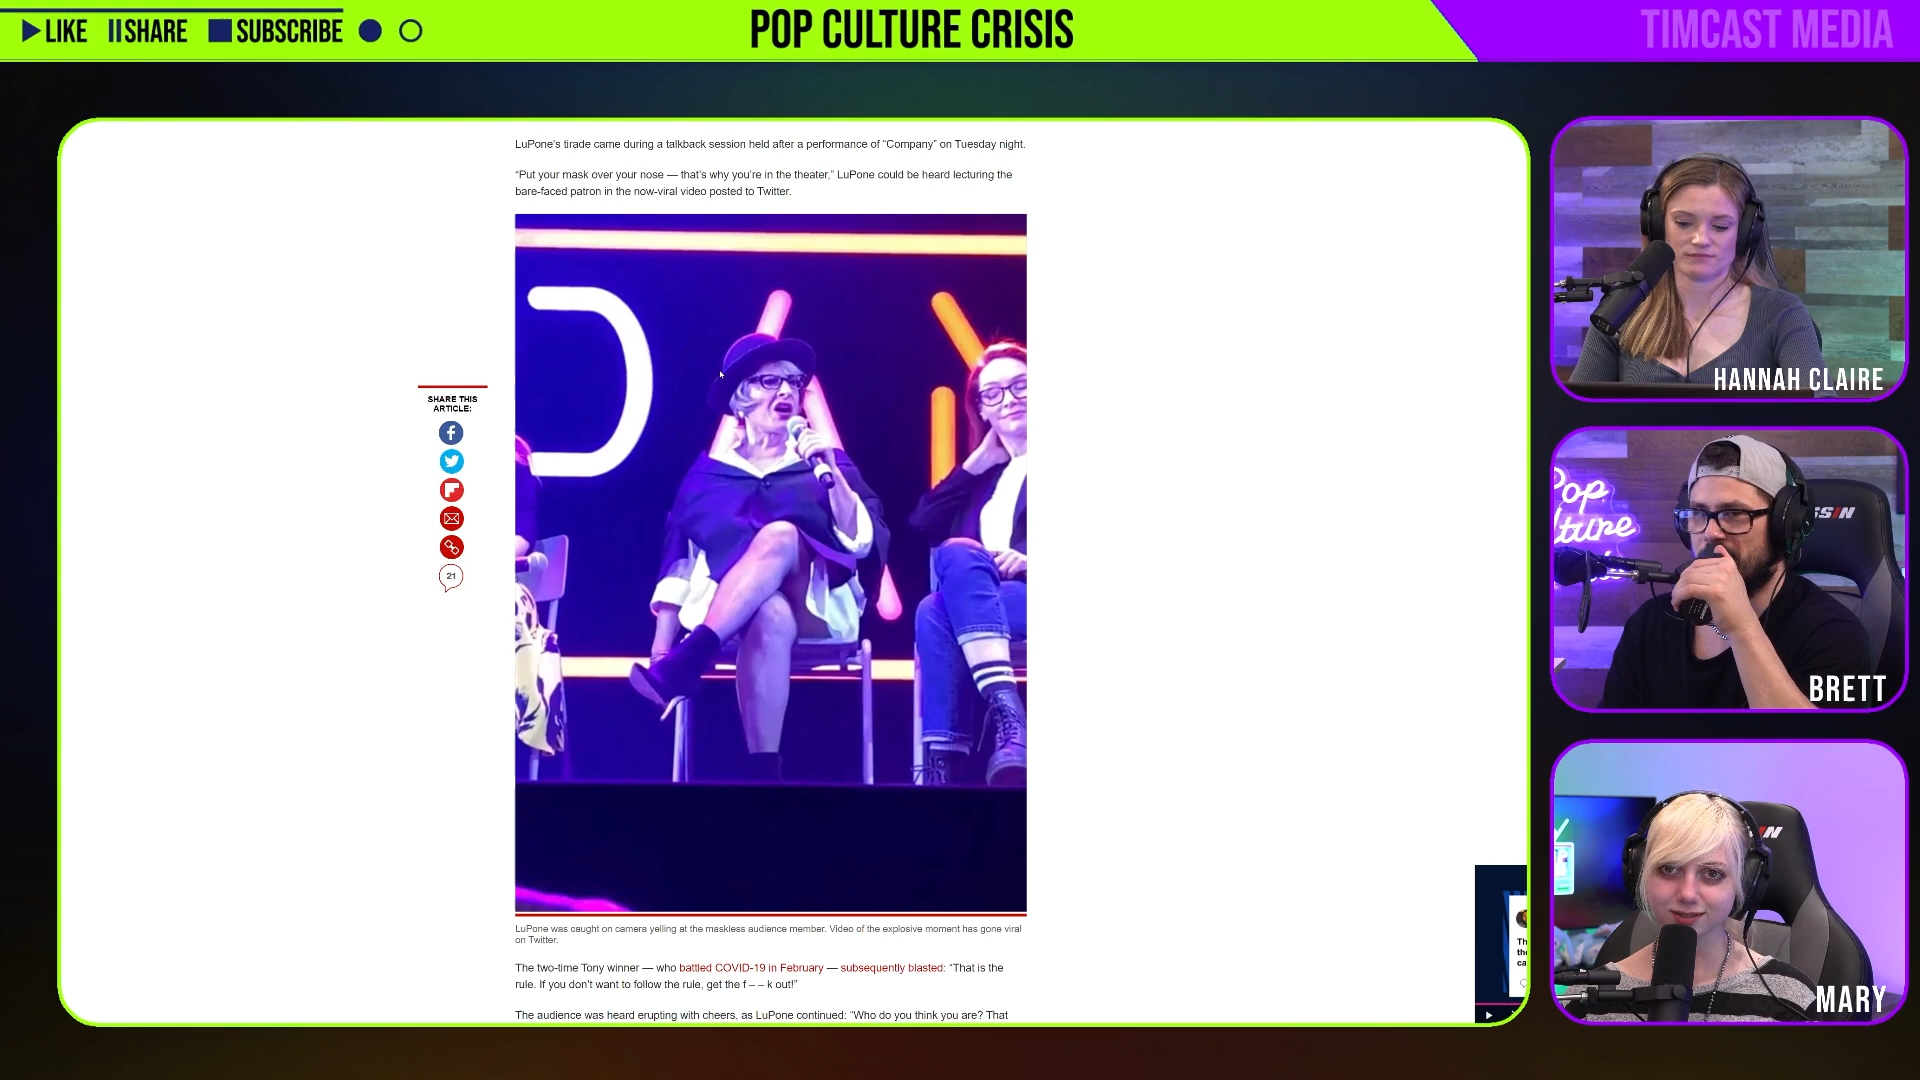 LIKE SHARE SUBSCRIBE
POP CULTURE CRISIS
TIMCAST MEDIA
LuPone's tirade came during a talkback session held after a performance of “Company” on Tuesday night.
“Put your mask over your nose — that's why you're in the theater,” LuPone could be heard lecturing the
bare-faced patron in the now-viral video posted to Twitter.
SHARE THIS
ARTICLE:
21
LuPone was caught on camera yelling at the maskless audience member. Video of the explosive moment has gone viral
on Twitter.
The two-time Tony winner — who battled COVID-19 in February — subsequently blasted: “That is the
rule. If you don't want to follow the rule, get the f – – k out!”
The audience was heard erupting with cheers, as LuPone continued: “Who do you think you are? That
HANNAH CLAIRE
Pop
BRETT
MARY